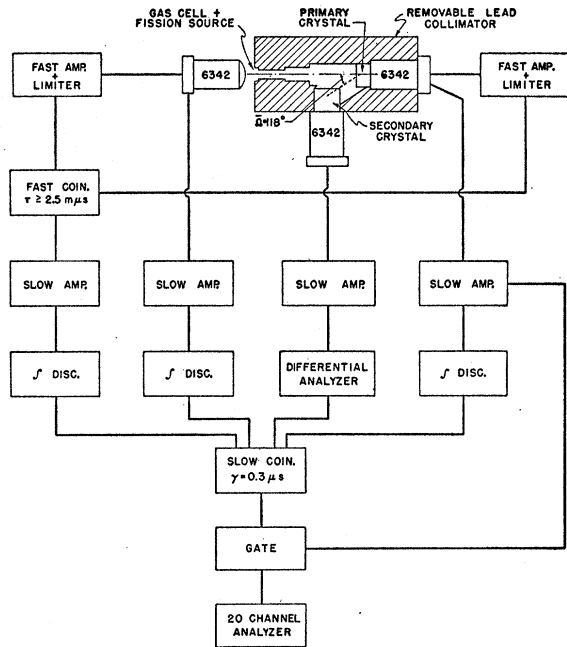 GAS CELL +
FISSION SOURCE
PRIMARY
CRYSTAL
REMOVABLE LEAD
COLLIMATOR
FAST AMP.
+
LIMITER
6342
6342
FAST AMP.
+
LIMITER
Ω̄=118°
6342
SECONDARY
CRYSTAL
FAST COIN.
τ ≥ 2.5 mμs
SLOW AMP.
SLOW AMP.
SLOW AMP.
SLOW AMP.
∫ DISC.
∫ DISC.
DIFFERENTIAL
ANALYZER
∫ DISC.
SLOW COIN.
γ=0.3 μs
GATE
20 CHANNEL
ANALYZER